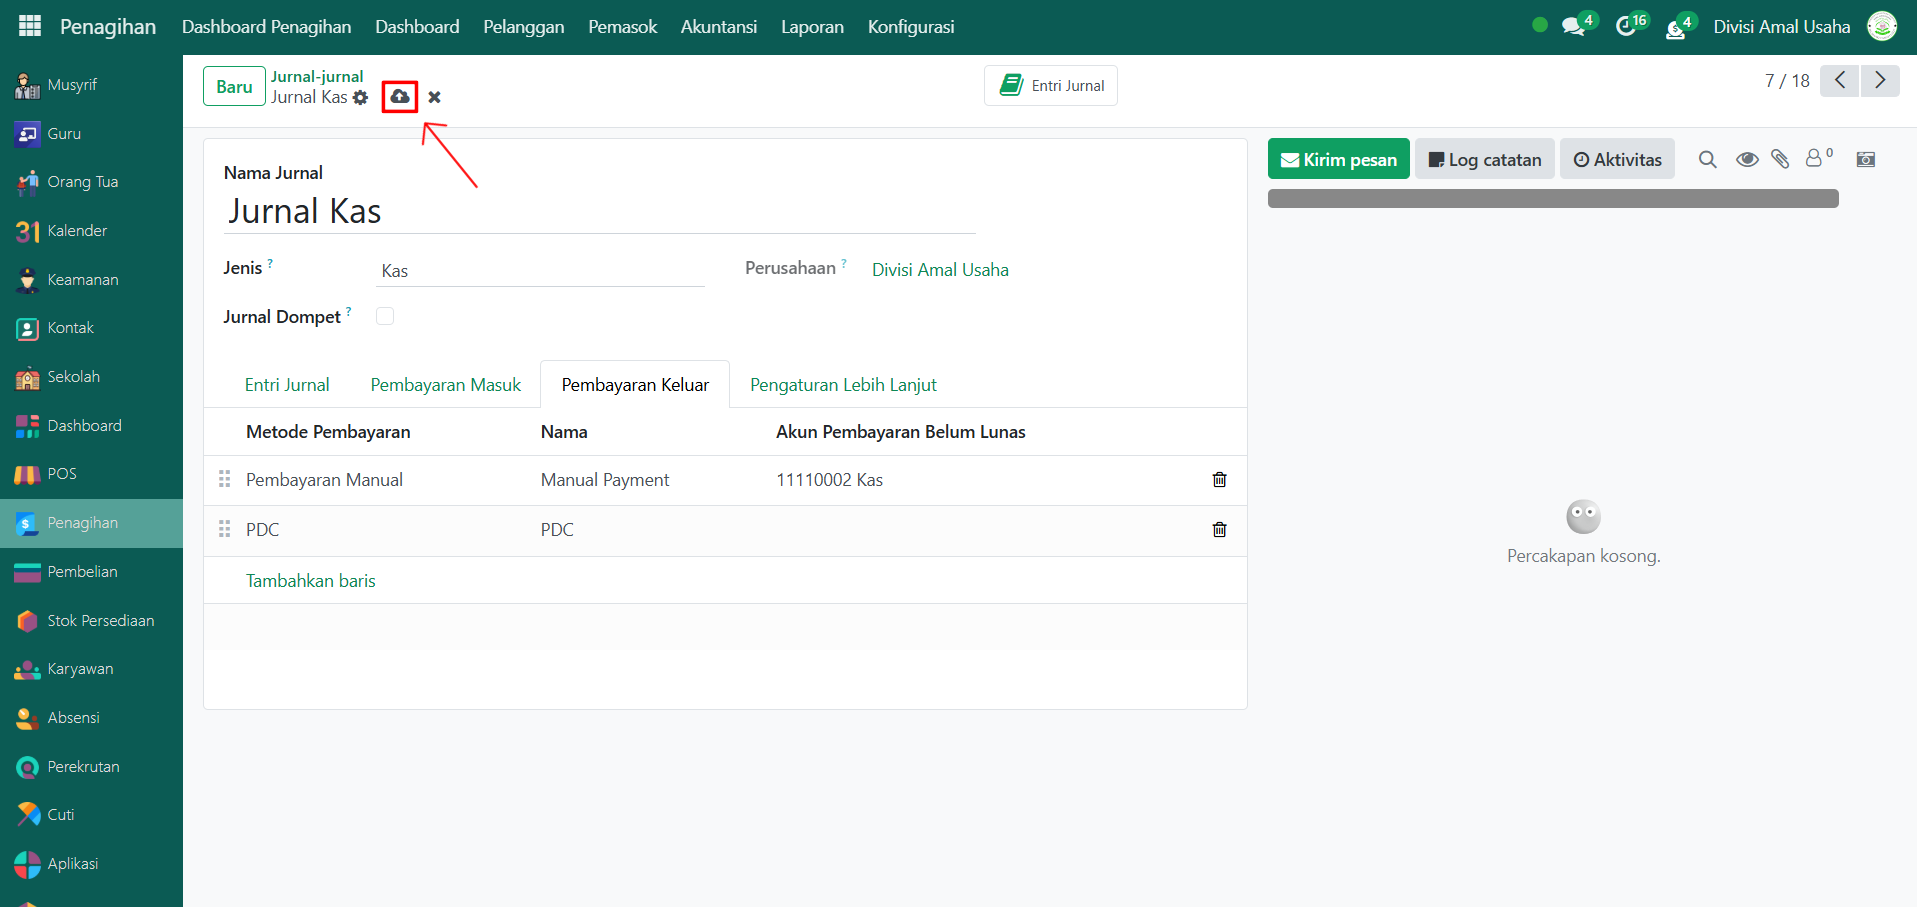 Penagihan
Dashboard Penagihan
Dashboard
Pelanggan
Pemasok
Akuntansi
Laporan
Konfigurasi
4
16
4
Divisi Amal Usaha
Musyrif
Guru
Orang Tua
31 Kalender
Keamanan
Kontak
Sekolah
Dashboard
POS
Penagihan
Pembelian
Stok Persediaan
Karyawan
Absensi
Perekrutan
Cuti
Aplikasi
Baru
Jurnal-jurnal
Jurnal Kas
Entri Jurnal
7 / 18
Nama Jurnal
Jurnal Kas
Jenis ?
Kas
Perusahaan ?
Divisi Amal Usaha
Jurnal Dompet ?
Entri Jurnal
Pembayaran Masuk
Pembayaran Keluar
Pengaturan Lebih Lanjut
Metode Pembayaran
Nama
Akun Pembayaran Belum Lunas
Pembayaran Manual
Manual Payment
11110002 Kas
PDC
PDC
Tambahkan baris
Kirim pesan
Log catatan
Aktivitas
0
Percakapan kosong.